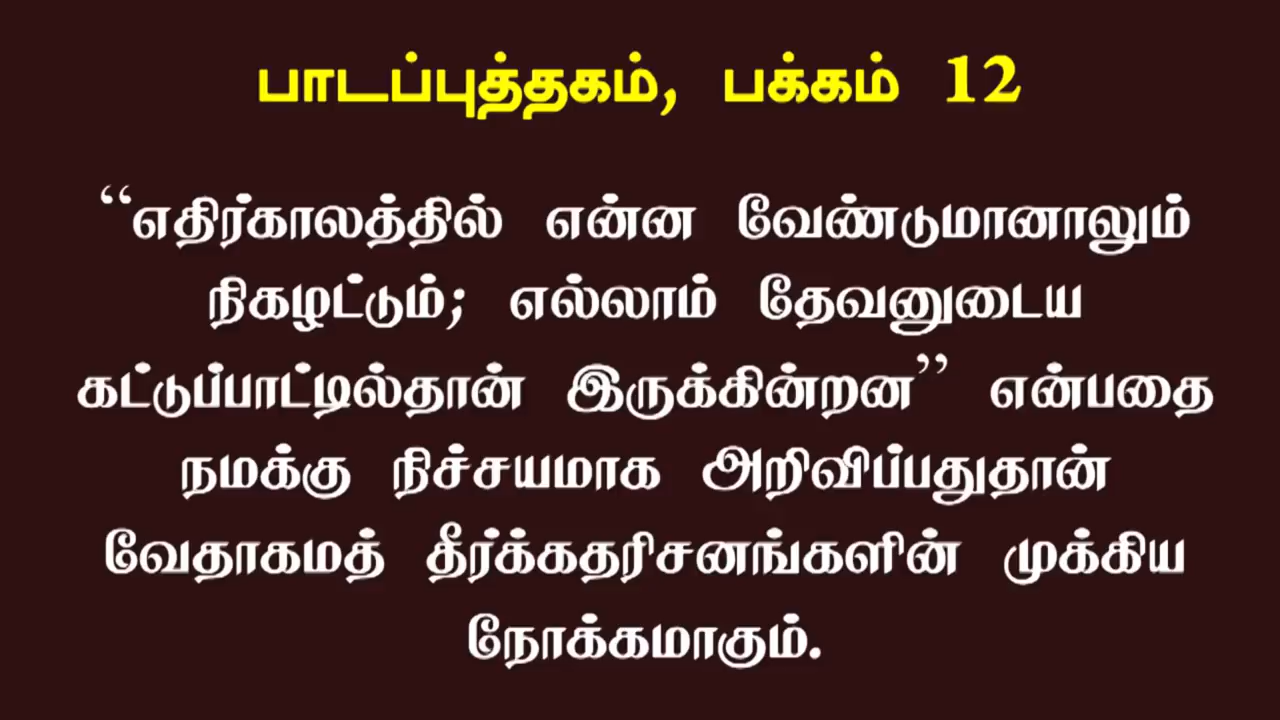 பாடப்புத்தகம், பக்கம் 12
“எதிர்காலத்தில் என்ன வேண்டுமானாலும்
நிகழட்டும்; எல்லாம் தேவனுடைய
கட்டுப்பாட்டில்தான் இருக்கின்றன” என்பதை
நமக்கு நிச்சயமாக அறிவிப்பதுதான்
வேதாகமத் தீர்க்கதரிசனங்களின் முக்கிய
நோக்கமாகும்.